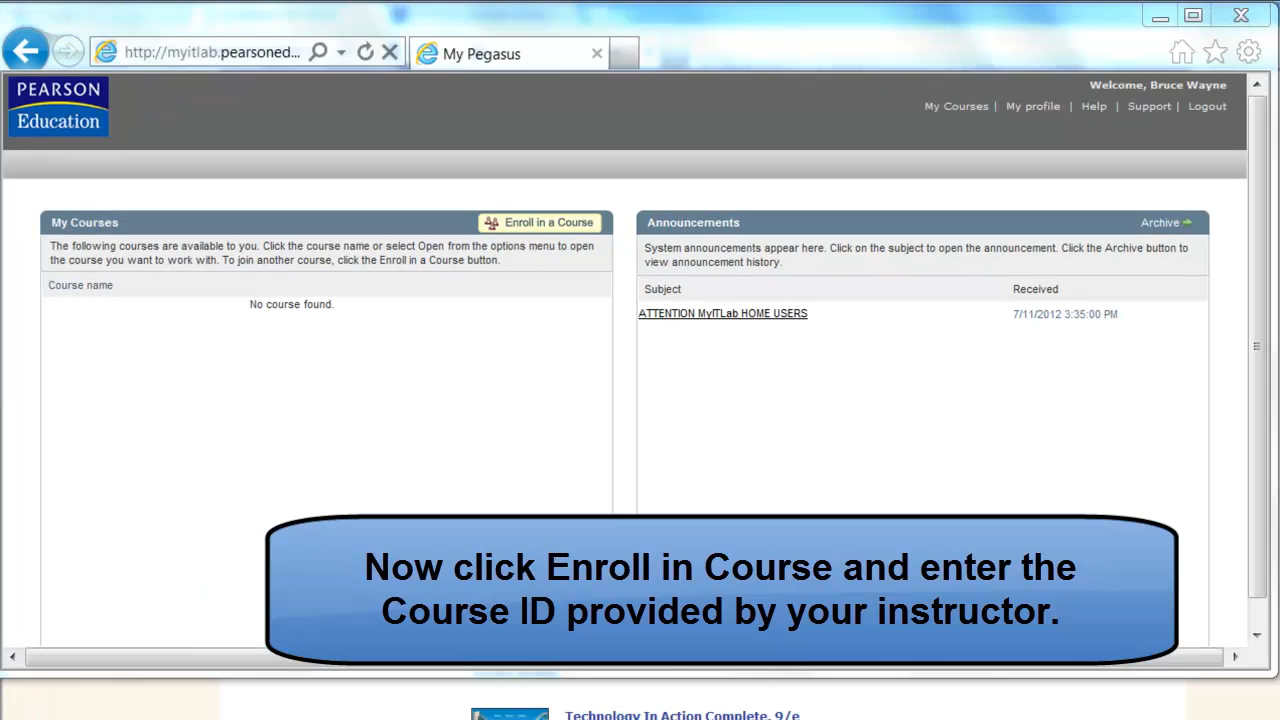 http://myitlab.pearsoned...
My Pegasus
PEARSON
Education
Welcome, Bruce Wayne
My Courses | My profile | Help | Support | Logout
My Courses
Enroll in a Course
The following courses are available to you. Click the course name or select Open from the options menu to open
the course you want to work with. To join another course, click the Enroll in a Course button.
Course name
No course found.
Announcements
Archive
System announcements appear here. Click on the subject to open the announcement. Click the Archive button to
view announcement history.
Subject Received
ATTENTION MyITLab HOME USERS 7/11/2012 3:35:00 PM
Now click Enroll in Course and enter the
Course ID provided by your instructor.
Technology In Action Complete, 9/e